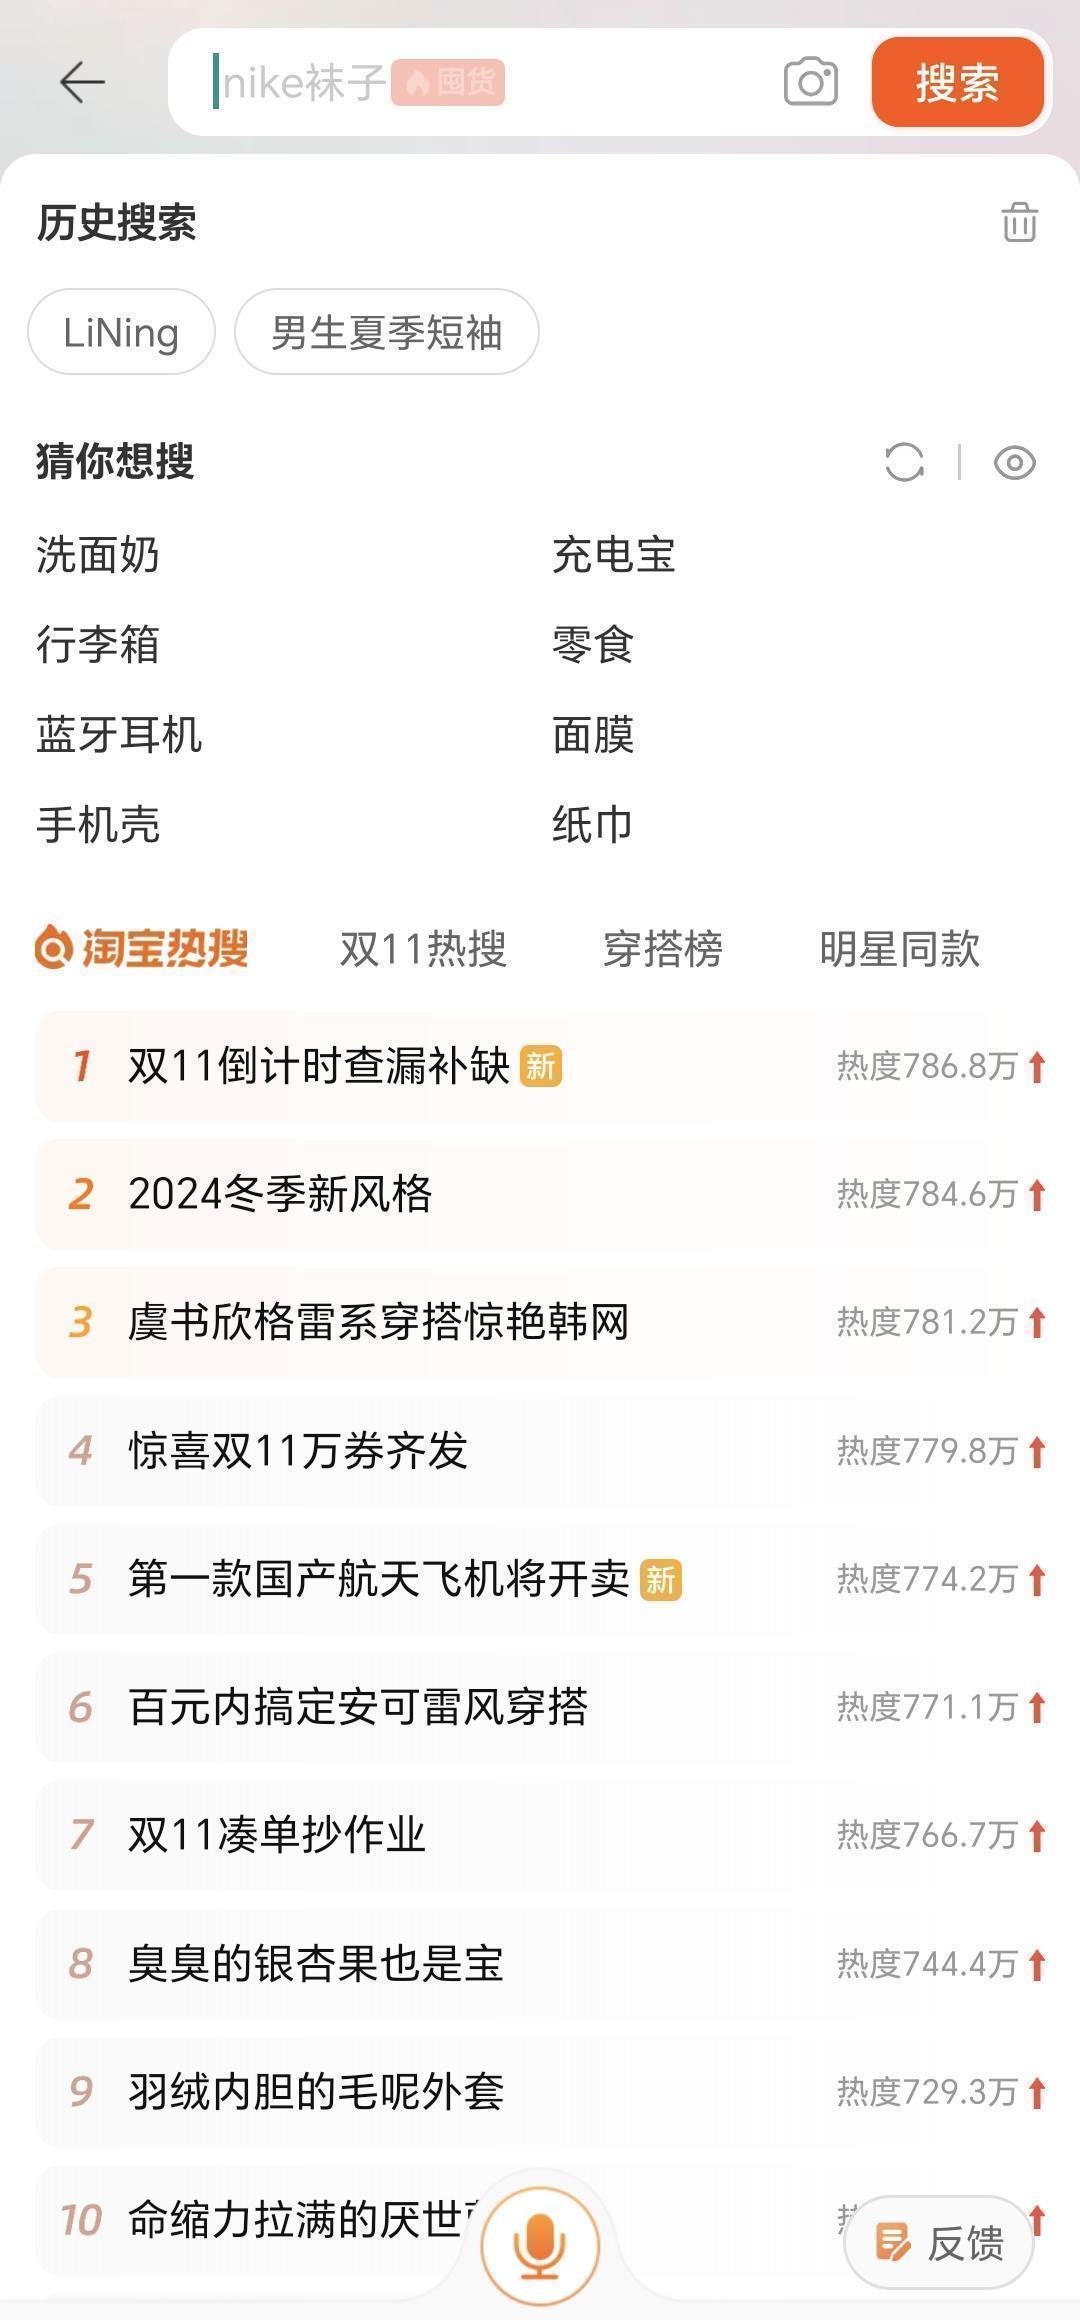 nike袜子 囤货 搜索
历史搜索
LiNing 男生夏季短袖
猜你想搜
洗面奶 充电宝
行李箱 零食
蓝牙耳机 面膜
手机壳 纸巾
淘宝热搜 双11热搜 穿搭榜 明星同款
1 双11倒计时查漏补缺 新 热度786.8万
2 2024冬季新风格 热度784.6万
3 虞书欣格雷系穿搭惊艳韩网 热度781.2万
4 惊喜双11万券齐发 热度779.8万
5 第一款国产航天飞机将开卖 新 热度774.2万
6 百元内搞定安可雷风穿搭 热度771.1万
7 双11凑单抄作业 热度766.7万
8 臭臭的银杏果也是宝 热度744.4万
9 羽绒内胆的毛呢外套 热度729.3万
10 命缩力拉满的厌世
反馈